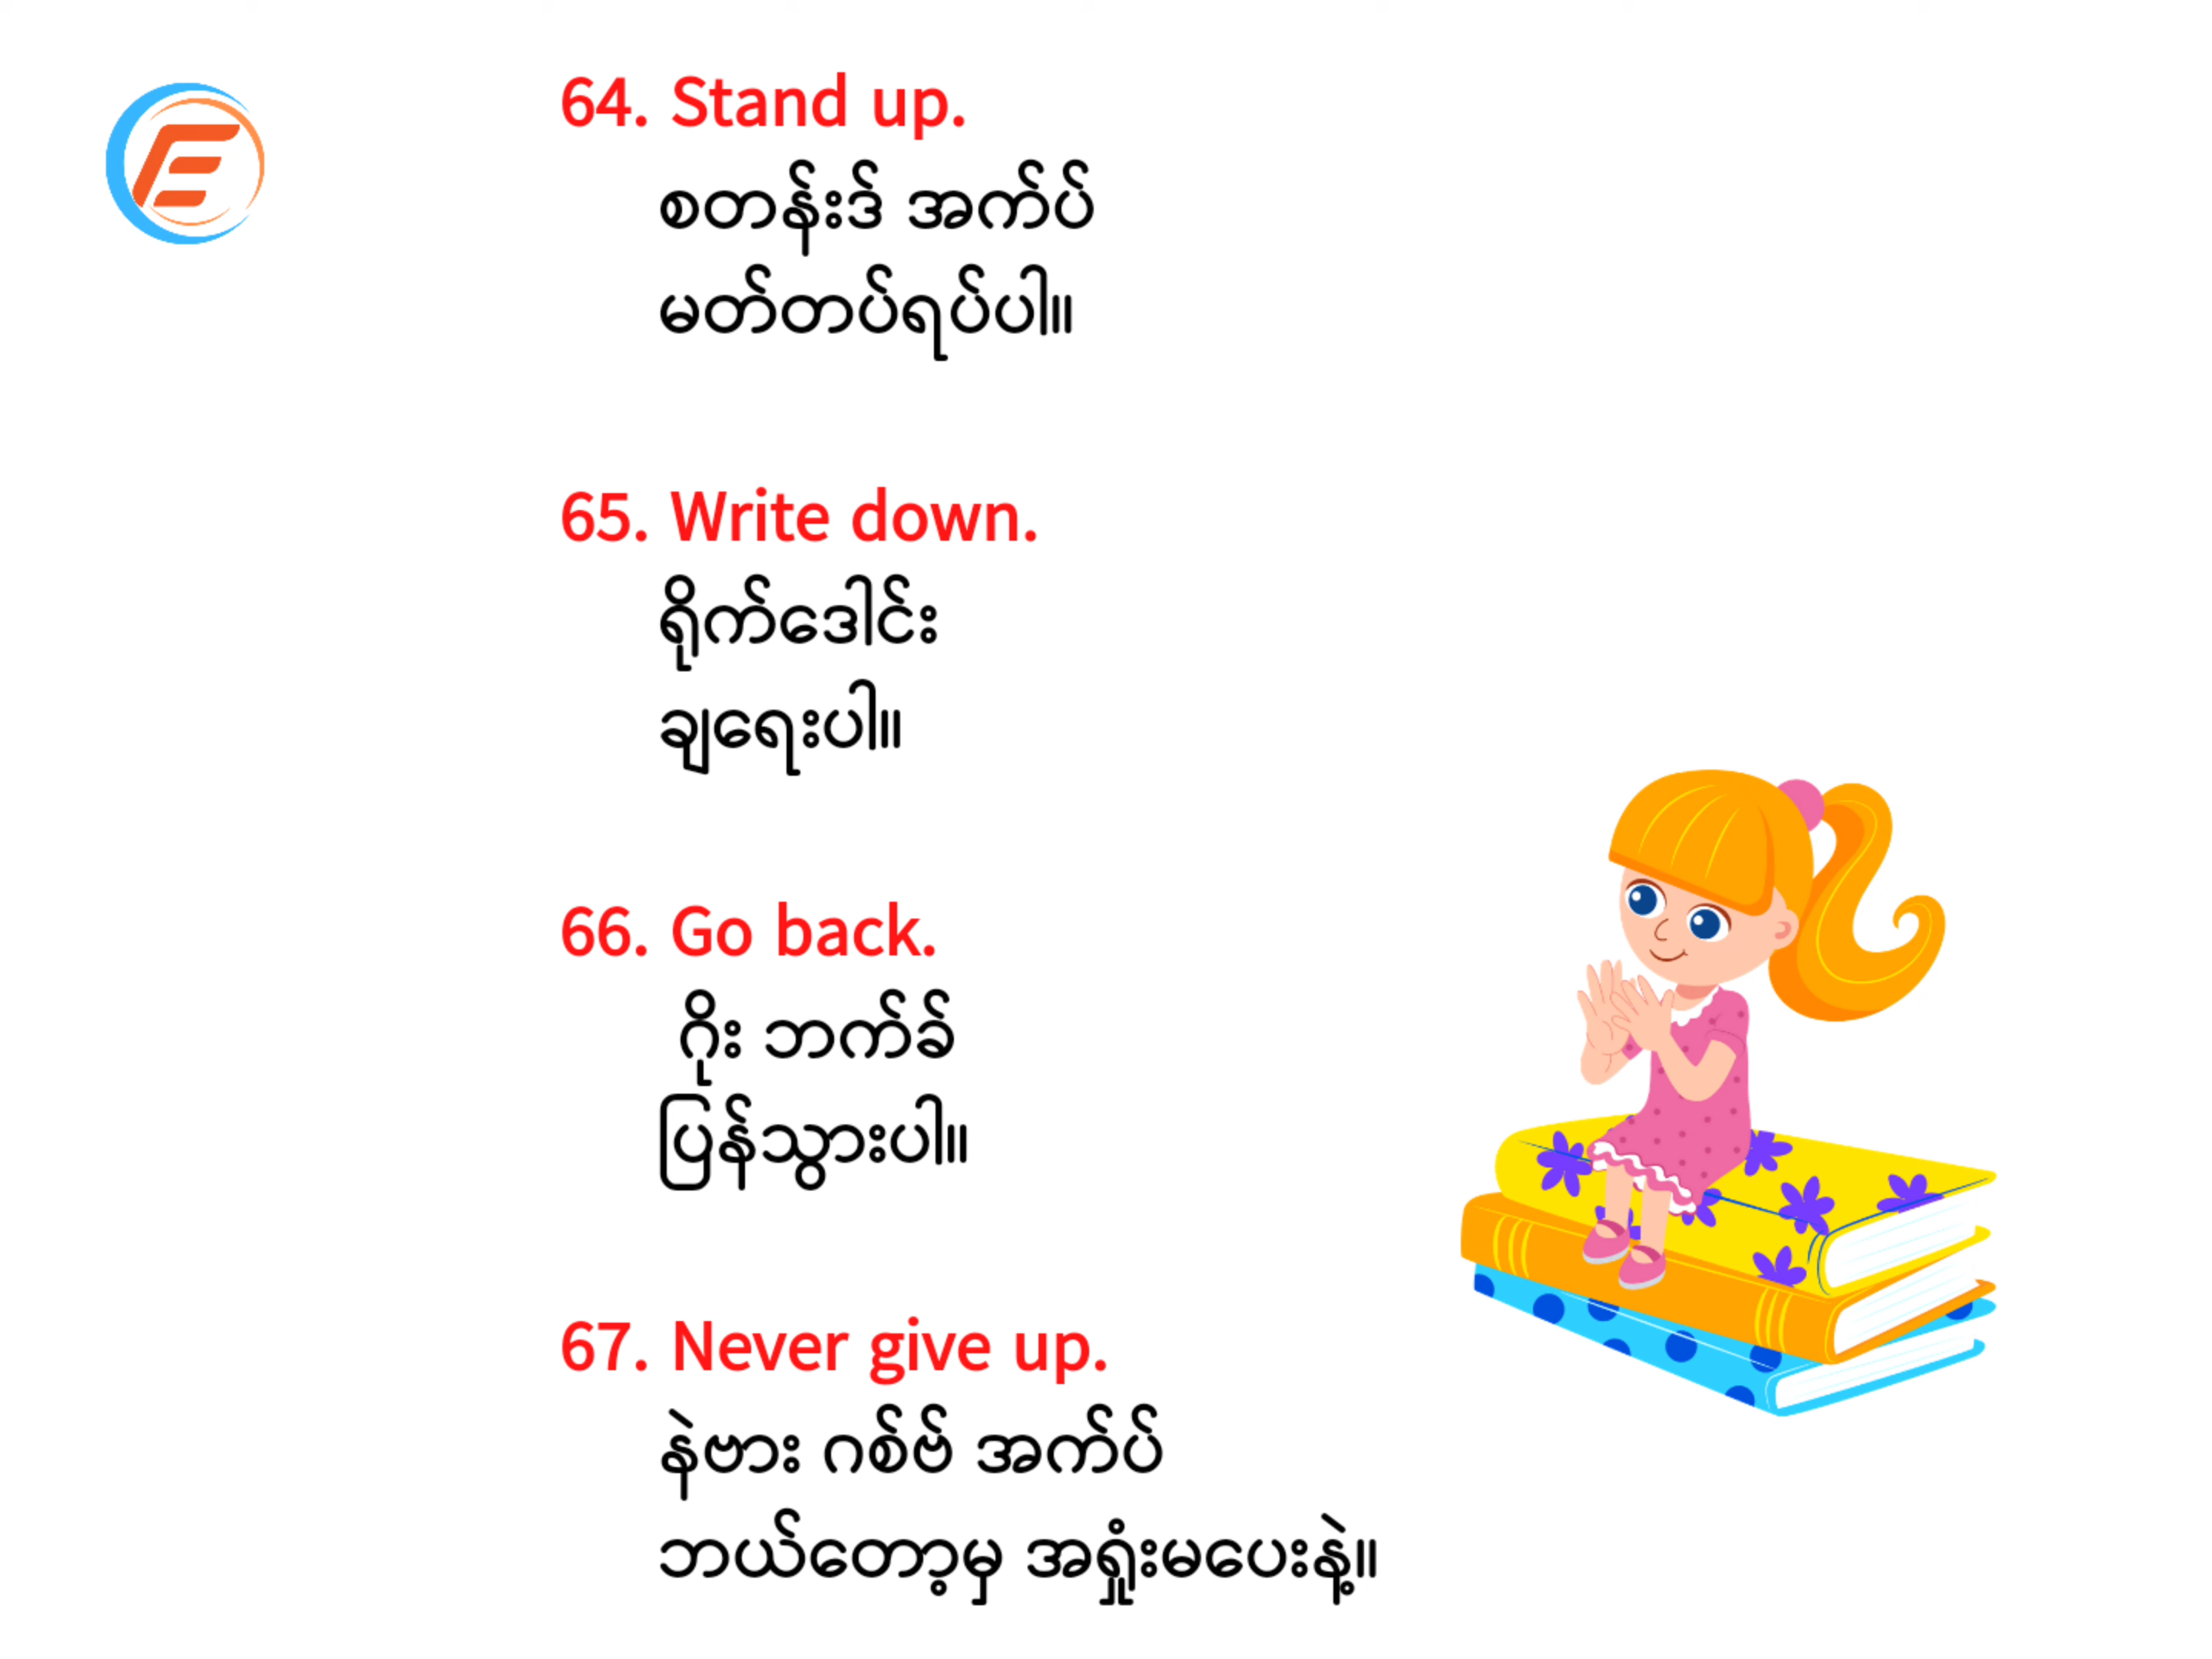 64. Stand up.
စတန်းဒ် အက်ပ်
မတ်တပ်ရပ်ပါ။
65. Write down.
ရိုက်ဒေါင်း
ချရေးပါ။
66. Go back.
ဂိုး ဘက်ခ်
ပြန်သွားပါ။
67. Never give up.
နဲဗား ဂစ်ဗ် အက်ပ်
ဘယ်တော့မှ အရှုံးမပေးနဲ့။